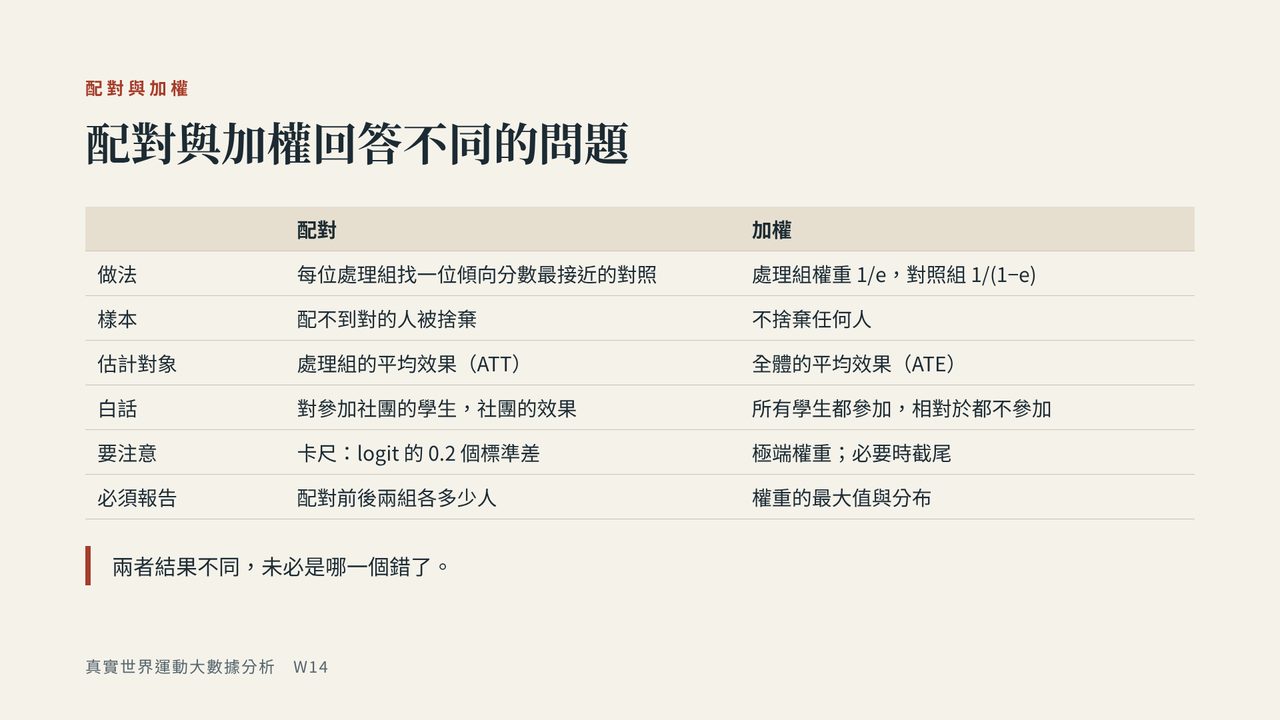 配對與加權
配對與加權回答不同的問題
配對 加權
做法 每位處理組找一位傾向分數最接近的對照 處理組權重 1/e，對照組 1/(1−e)
樣本 配不到對的人被捨棄 不捨棄任何人
估計對象 處理組的平均效果（ATT） 全體的平均效果（ATE）
白話 對參加社團的學生，社團的效果 所有學生都參加，相對於都不參加
要注意 卡尺：logit 的 0.2 個標準差 極端權重；必要時截尾
必須報告 配對前後兩組各多少人 權重的最大值與分布
兩者結果不同，未必是哪一個錯了。
真實世界運動大數據分析 W14